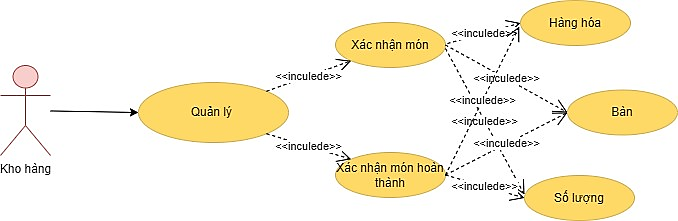 Hàng hóa
<<inculede>>
Xác nhận món
<<inculede>>
<<inculede>>
<<inculede>>
Quản lý
Bàn
<<inculede>>
<<inculede>>
<<inculede>>
Kho hàng
Xác nhận món hoàn
thành
<<inculede>>
Số lượng